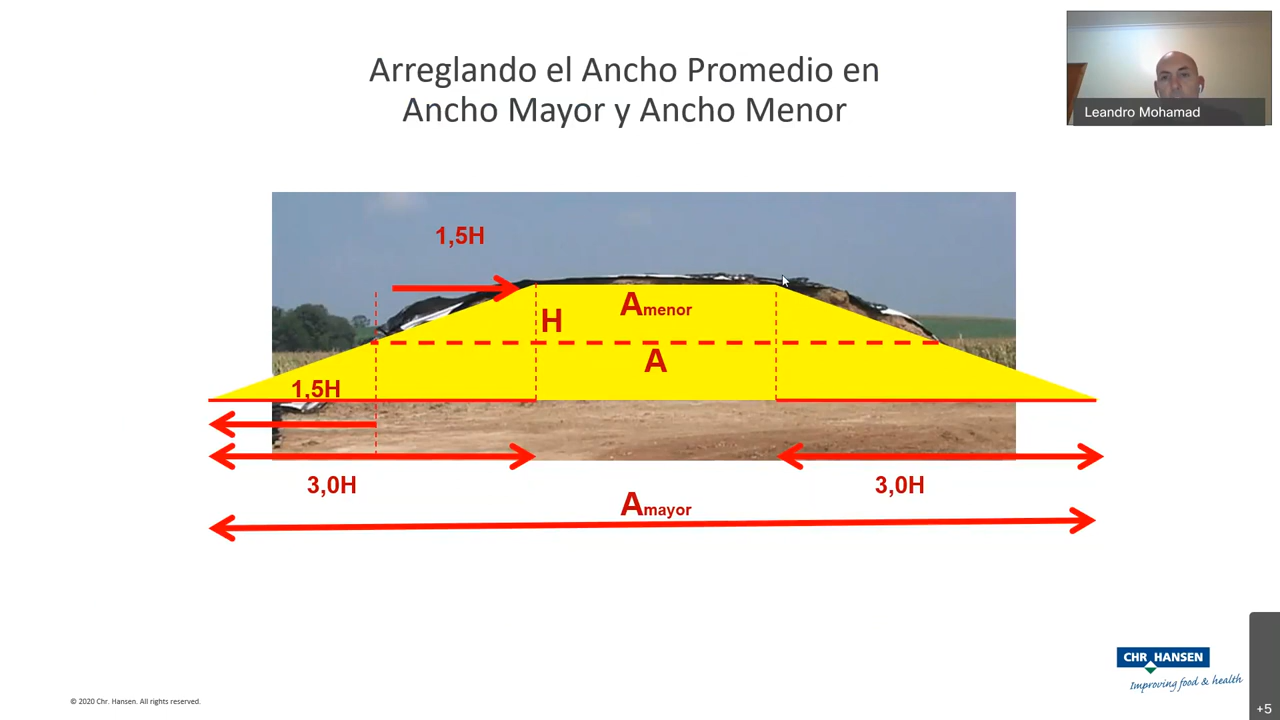 Arreglando el Ancho Promedio en
Ancho Mayor y Ancho Menor
Leandro Mohamad
1,5H
Amenor
H
A
1,5H
3,0H
3,0H
Amayor
CHR HANSEN
Improving food & health
© 2020 Chr. Hansen. All rights reserved.
+5